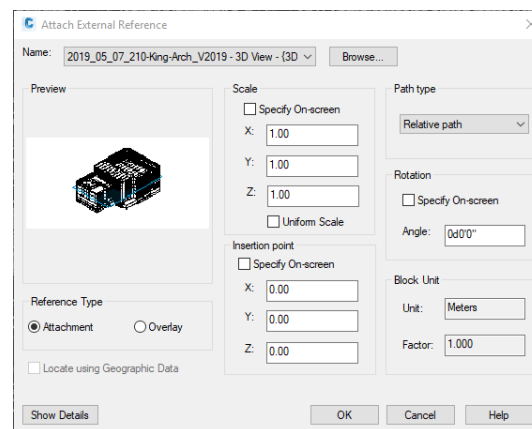 Attach External Reference
Name: 2019_05_07_210-King-Arch_V2019 - 3D View - {3D Browse...
Preview
Scale
Specify On-screen
X: 1.00
Y: 1.00
Z: 1.00
Uniform Scale
Path type
Relative path
Rotation
Specify On-screen
Angle: 0d0'0"
Insertion point
Specify On-screen
X: 0.00
Y: 0.00
Z: 0.00
Block Unit
Unit: Meters
Factor: 1.000
Reference Type
Attachment Overlay
Locate using Geographic Data
Show Details OK Cancel Help